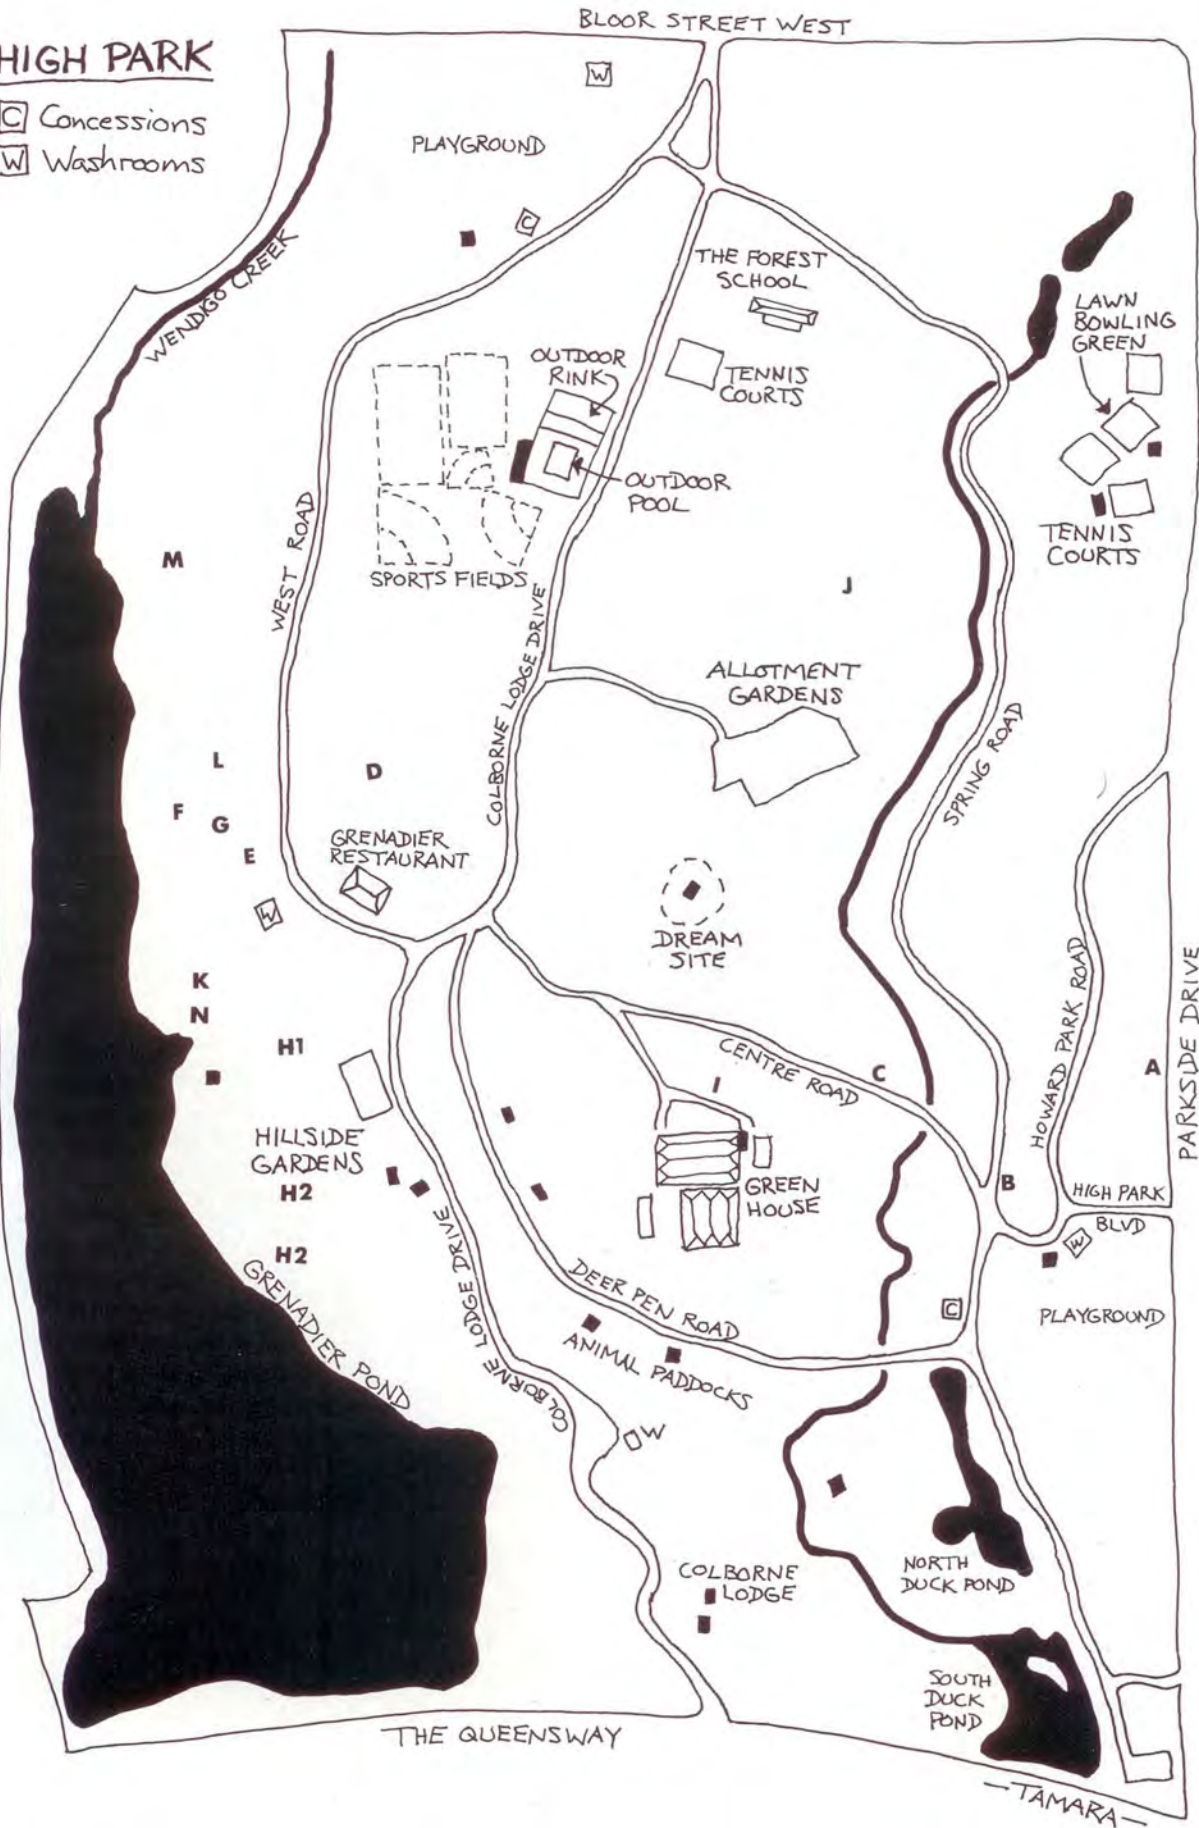 BLOOR STREET WEST
HIGH PARK
C Concessions
W Washrooms
W
PLAYGROUND
C
WENDIGO CREEK
THE FOREST
SCHOOL
LAWN
BOWLING
GREEN
OUTDOOR
RINK
TENNIS
COURTS
OUTDOOR
POOL
TENNIS
COURTS
SPORTS FIELDS
WEST ROAD
M
J
COLBORNE LODGE DRIVE
ALLOTMENT
GARDENS
SPRING ROAD
L
D
F
G
E
GRENADIER
RESTAURANT
W
DREAM
SITE
HOWARD PARK ROAD
PARKSIDE DRIVE
K
N
H1
CENTRE ROAD
C
I
A
HILLSIDE
GARDENS
H2
GREEN
HOUSE
B
HIGH PARK
BLVD
W
H2
GRENADIER POND
COLBORNE LODGE DRIVE
DEER PEN ROAD
C
PLAYGROUND
ANIMAL PADDOCKS
COLBORNE
W
COLBORNE
LODGE
NORTH
DUCK POND
SOUTH
DUCK
POND
THE QUEENSWAY
—TAMARA—